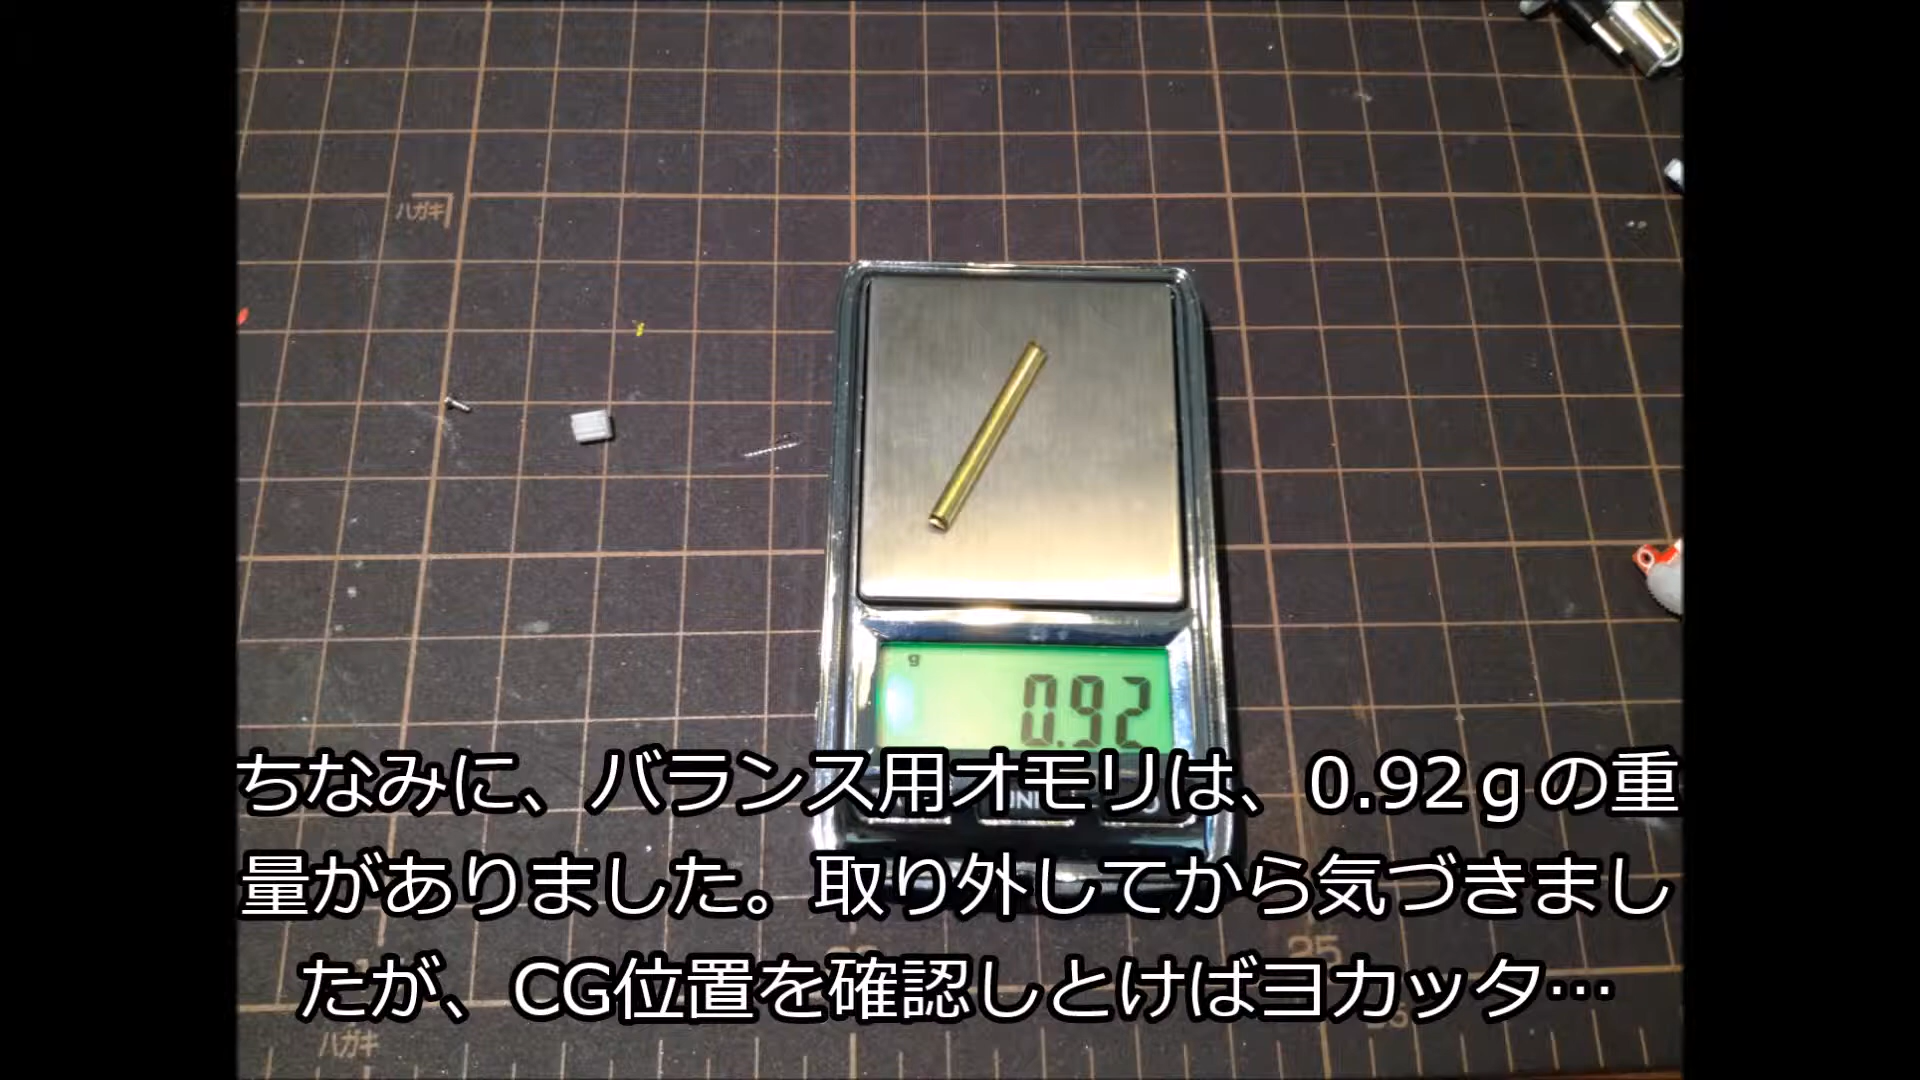 ハガキ
g
0.92
ちなみに、バランス用オモリは、0.92ｇの重
量がありました。取り外してから気づきまし
たが、CG位置を確認しとけばヨカッタ…
25
ハガキ